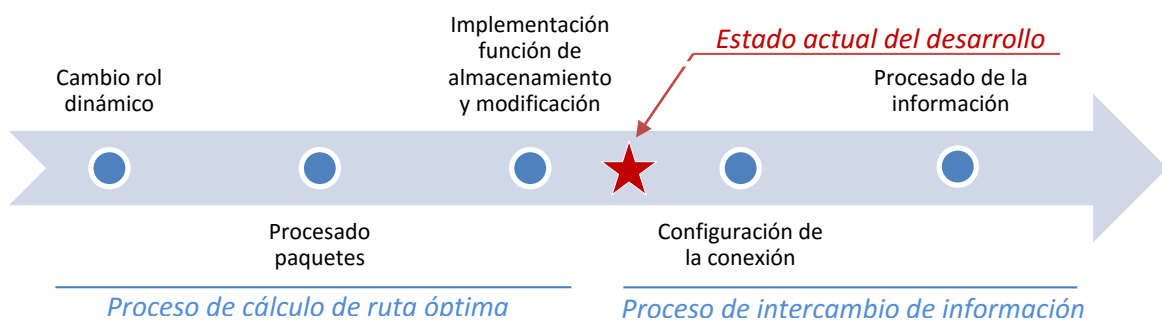 Implementación
función de
almacenamiento
y modificación
Estado actual del desarrollo
Cambio rol
dinámico
Procesado de la
información
Procesado
paquetes
Configuración de
la conexión
Proceso de cálculo de ruta óptima
Proceso de intercambio de información